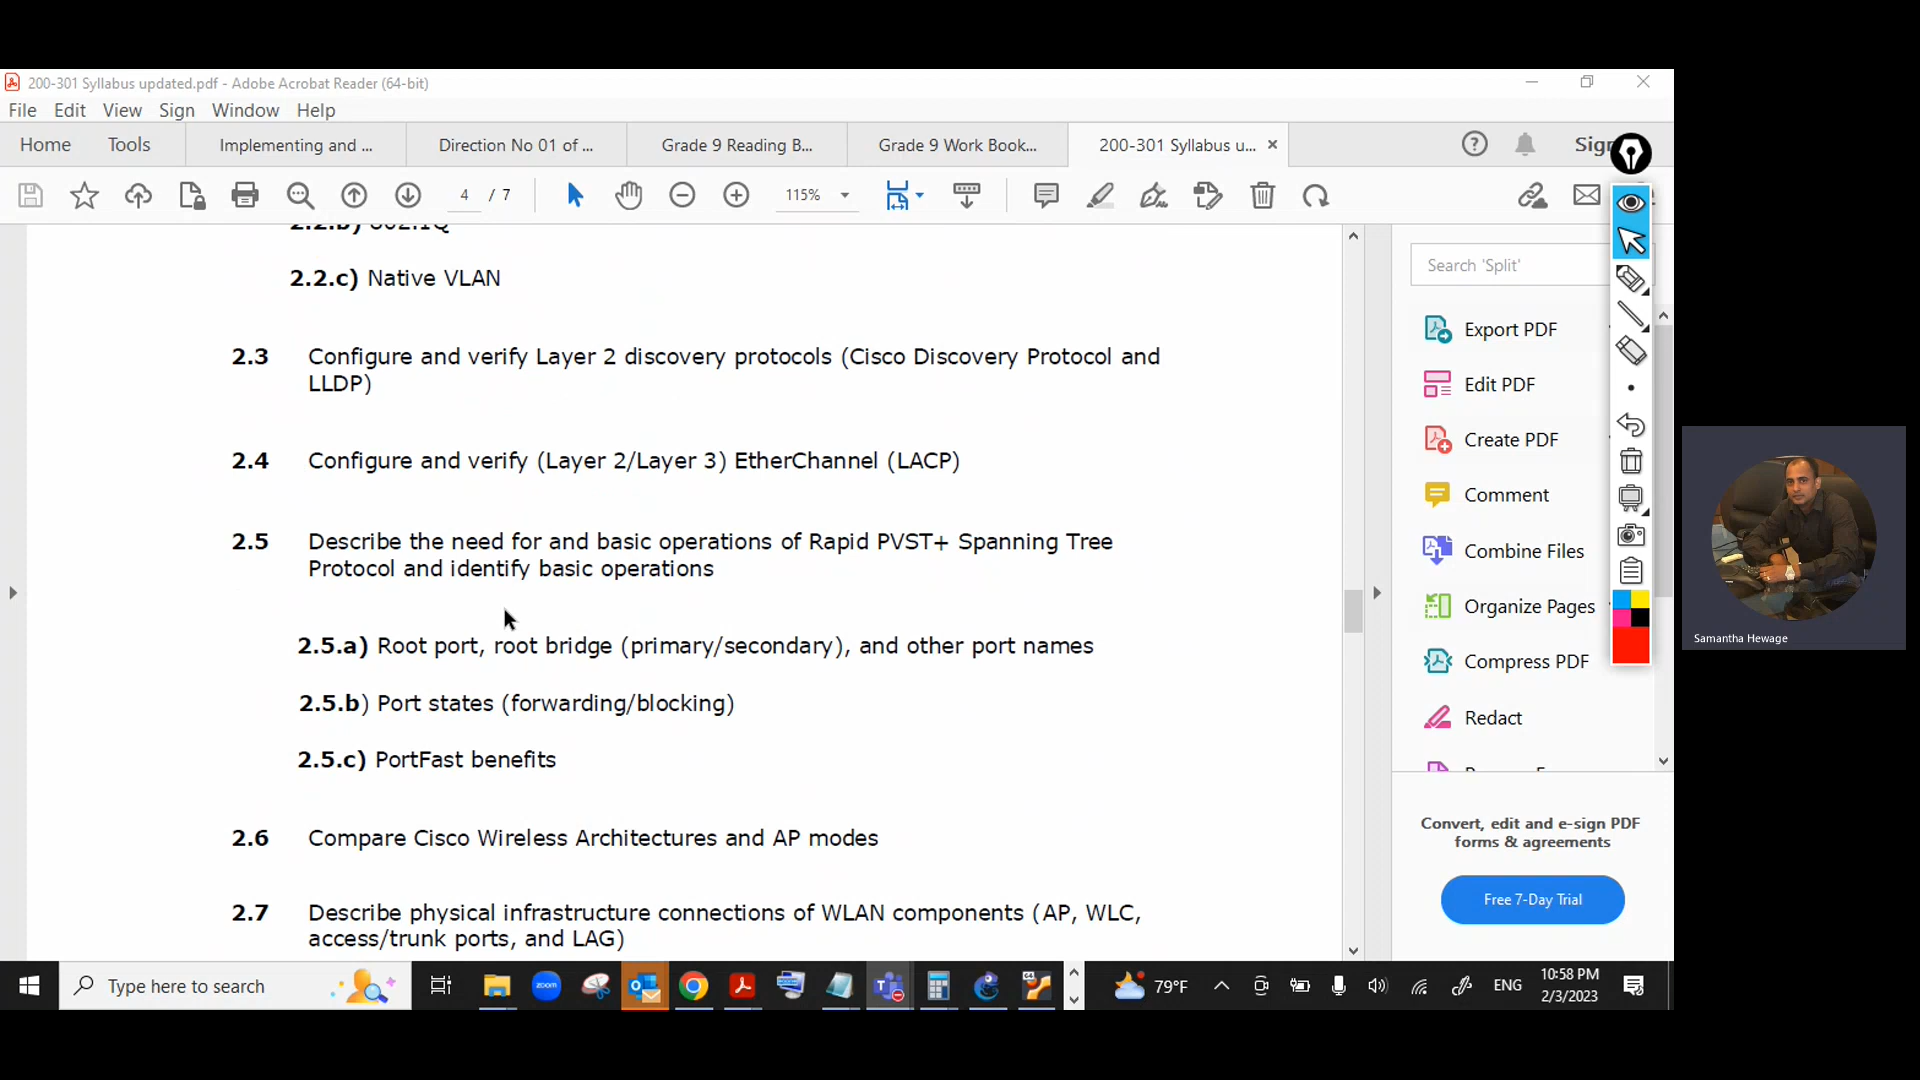 200-301 Syllabus updated.pdf - Adobe Acrobat Reader (64-bit)
File Edit View Sign Window Help
Home Tools Implementing and ... Direction No 01 of ... Grade 9 Reading B... Grade 9 Work Book... 200-301 Syllabus u...
4 / 7 115%
2.2.b) 802.1Q
2.2.c) Native VLAN
2.3 Configure and verify Layer 2 discovery protocols (Cisco Discovery Protocol and
LLDP)
2.4 Configure and verify (Layer 2/Layer 3) EtherChannel (LACP)
2.5 Describe the need for and basic operations of Rapid PVST+ Spanning Tree
Protocol and identify basic operations
2.5.a) Root port, root bridge (primary/secondary), and other port names
2.5.b) Port states (forwarding/blocking)
2.5.c) PortFast benefits
2.6 Compare Cisco Wireless Architectures and AP modes
2.7 Describe physical infrastructure connections of WLAN components (AP, WLC,
access/trunk ports, and LAG)
Search 'Split'
Export PDF
Edit PDF
Create PDF
Comment
Combine Files
Organize Pages
Compress PDF
Redact
Convert, edit and e-sign PDF
forms & agreements
Free 7-Day Trial
Samantha Hewage
Type here to search
zoom
79°F
ENG
10:58 PM
2/3/2023